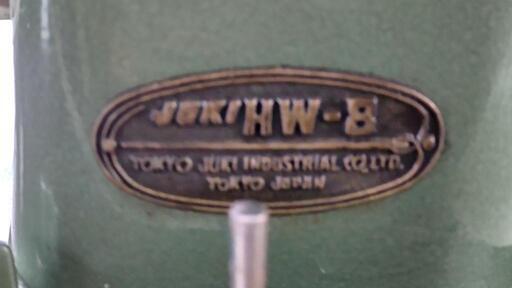 JUKI HW-8
TOKYO JUKI INDUSTRIAL CO., LTD.
TOKYO JAPAN